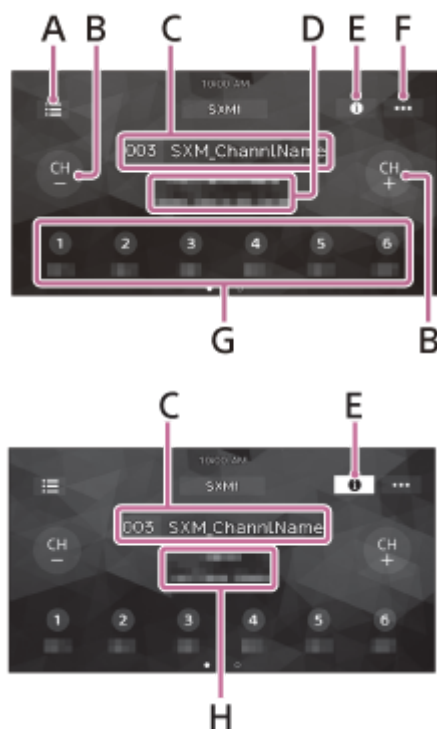 A B C D E F
10:00 AM
SXM1
003 SXM_ChannlName
CH
−
CH
+
1 2 3 4 5 6
G B
C E
10:00 AM
SXM1
003 SXM_ChannlName
CH
−
CH
+
1 2 3 4 5 6
H